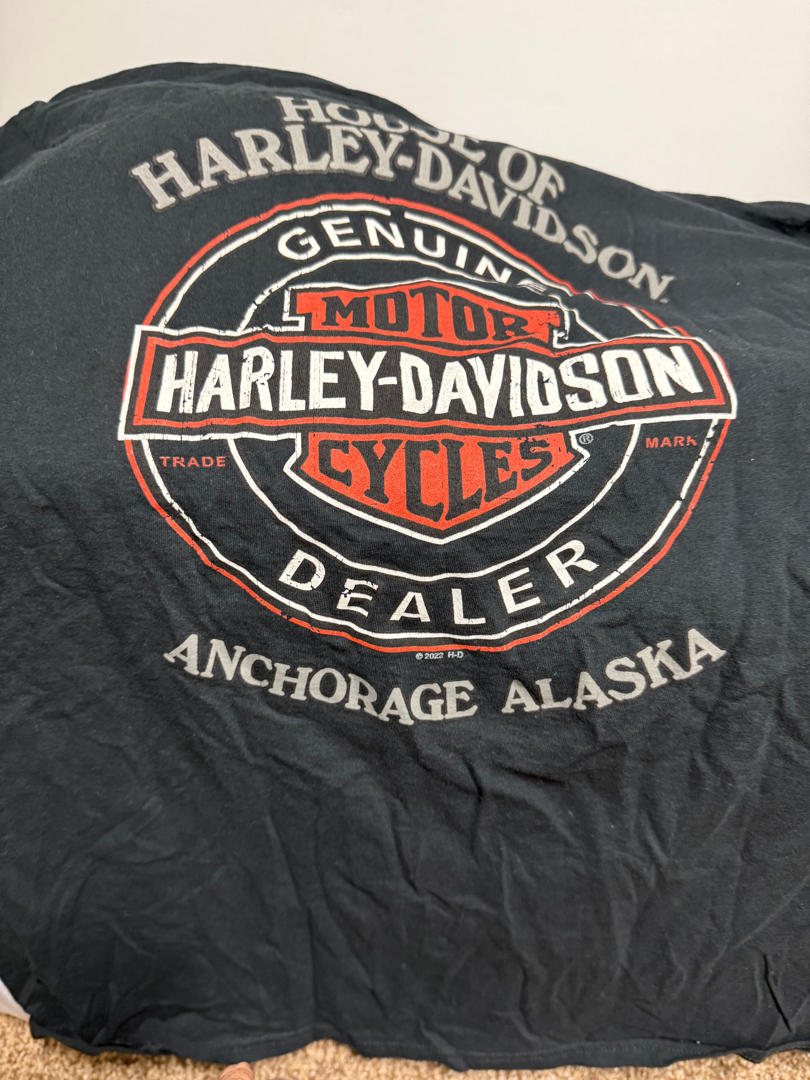 HOUSE OF
HARLEY-DAVIDSON
GENUINE
MOTOR
HARLEY-DAVIDSON
CYCLES ®
TRADE MARK
DEALER
© 2022 H-D
ANCHORAGE ALASKA